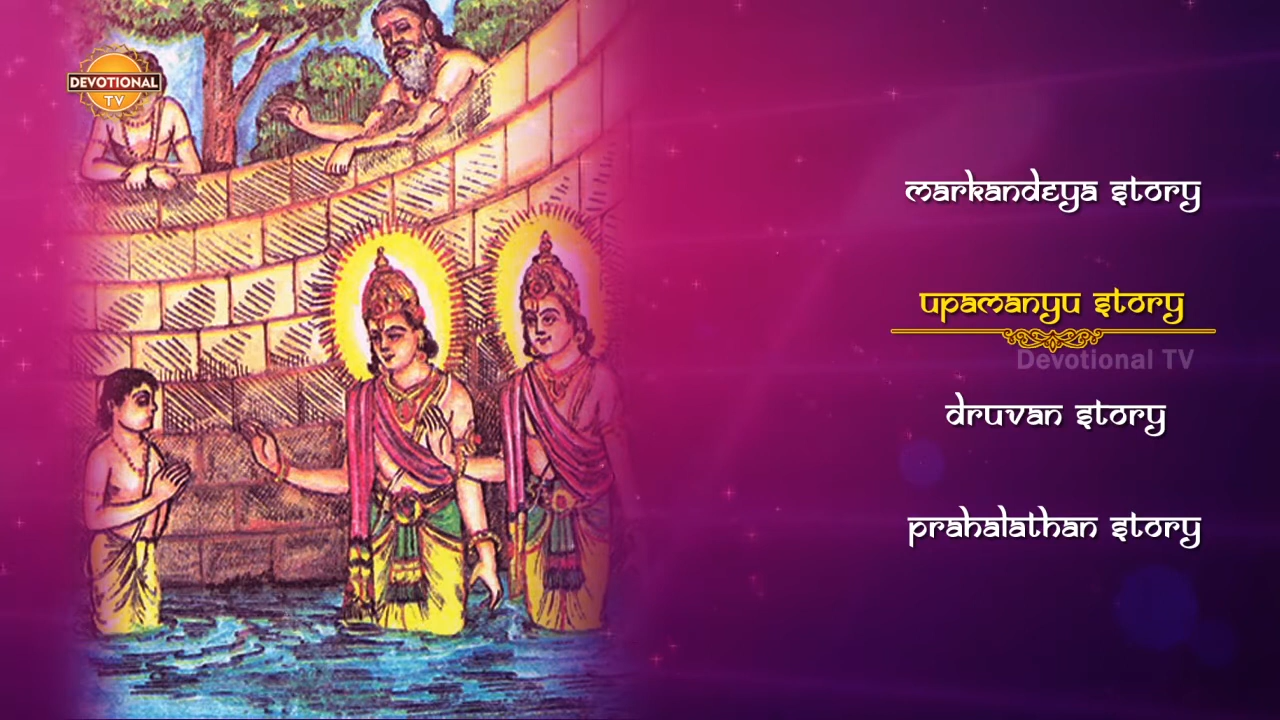 DEVOTIONAL
TV
markandeya story
upamanyu story
Devotional TV
druvan story
prahalathan story